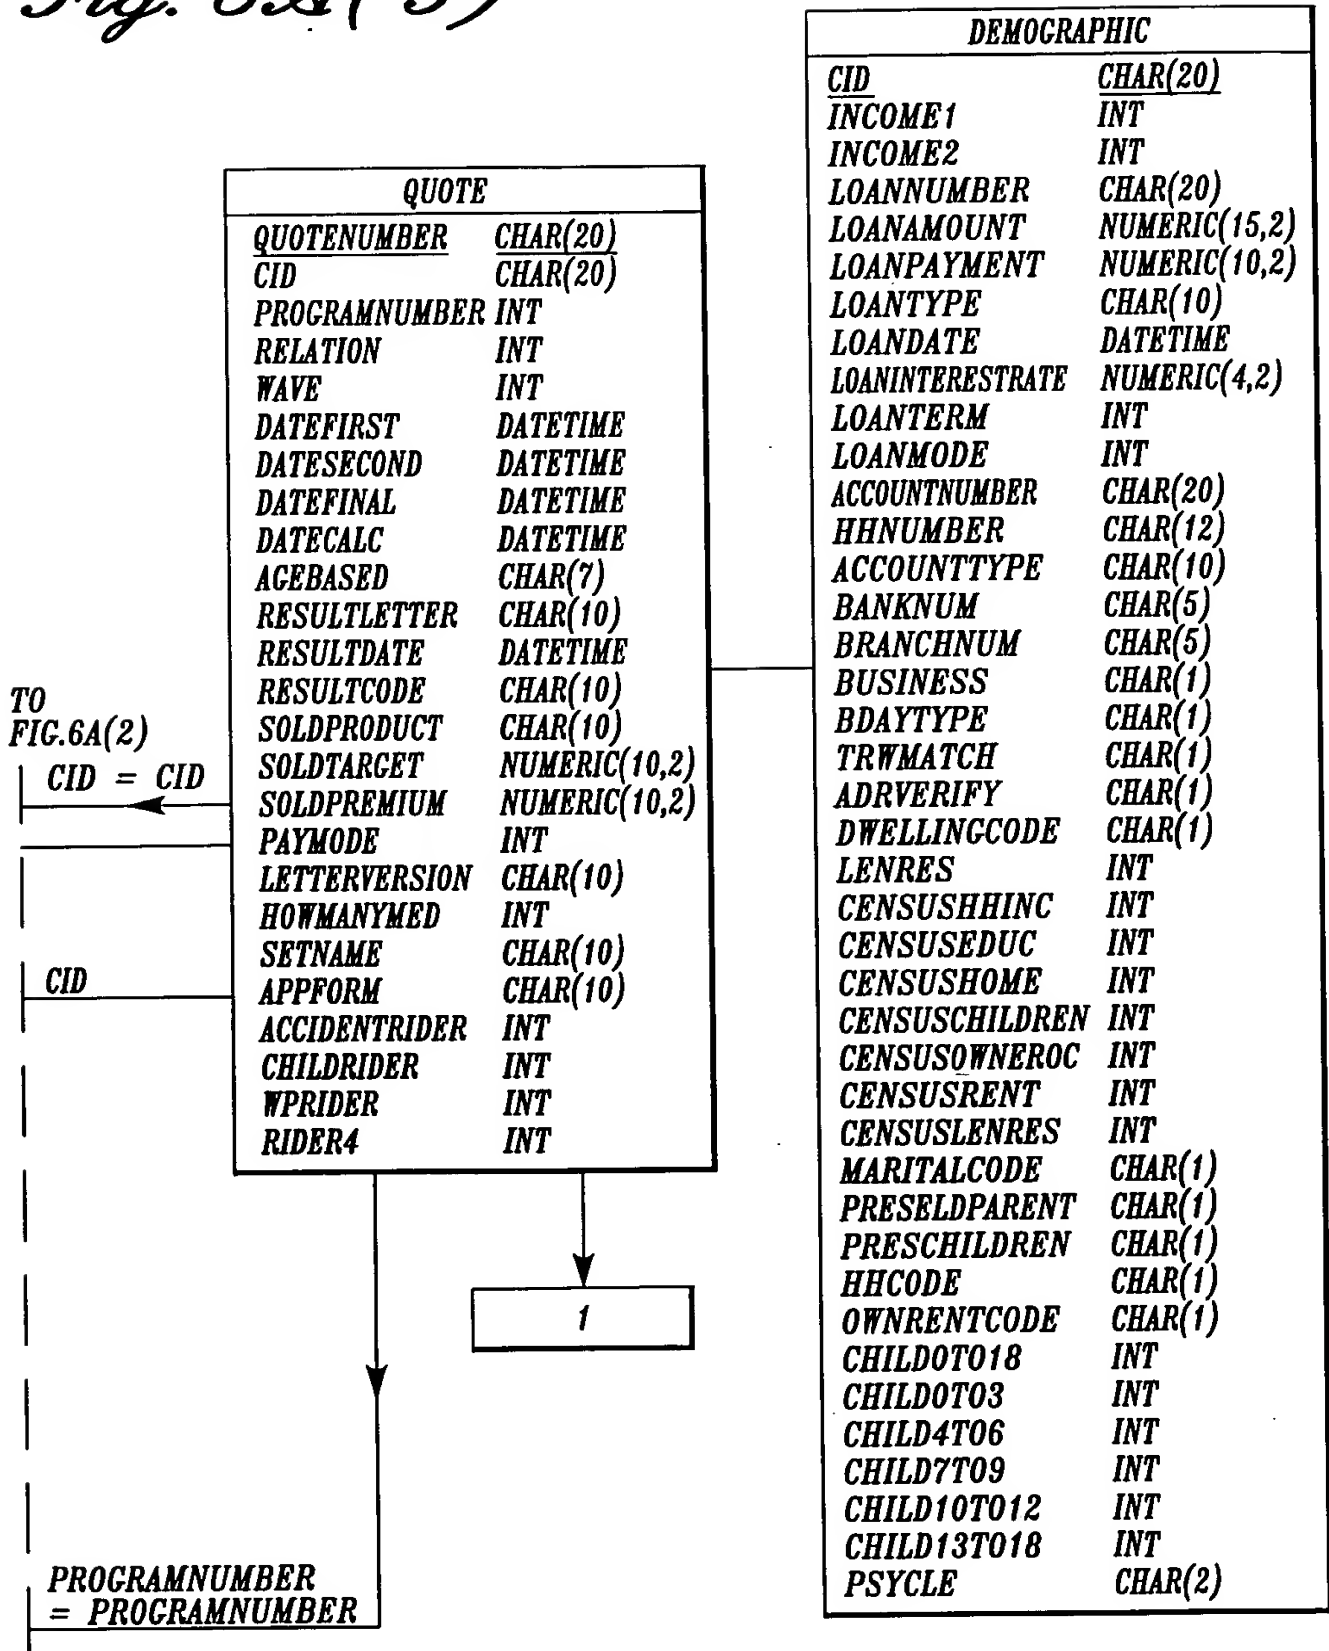 Fig. 6A(3)
DEMOGRAPHIC
CID CHAR(20)
INCOME1 INT
INCOME2 INT
LOANNUMBER CHAR(20)
LOANAMOUNT NUMERIC(15,2)
LOANPAYMENT NUMERIC(10,2)
LOANTYPE CHAR(10)
LOANDATE DATETIME
LOANINTERESTRATE NUMERIC(4,2)
LOANTERM INT
LOANMODE INT
ACCOUNTNUMBER CHAR(20)
HHNUMBER CHAR(12)
ACCOUNTTYPE CHAR(10)
BANKNUM CHAR(5)
BRANCHNUM CHAR(5)
BUSINESS CHAR(1)
BDAYTYPE CHAR(1)
TRWMATCH CHAR(1)
ADRVERIFY CHAR(1)
DWELLINGCODE CHAR(1)
LENRES INT
CENSUSHHINC INT
CENSUSEDUC INT
CENSUSHOME INT
CENSUSCHILDREN INT
CENSUSOWNEROC INT
CENSUSRENT INT
CENSUSLENRES INT
MARITALCODE CHAR(1)
PRESELDPARENT CHAR(1)
PRESCHILDREN CHAR(1)
HHCODE CHAR(1)
OWNRENTCODE CHAR(1)
CHILD0TO18 INT
CHILD0TO3 INT
CHILD4TO6 INT
CHILD7TO9 INT
CHILD10TO12 INT
CHILD13TO18 INT
PSYCLE CHAR(2)
QUOTE
QUOTENUMBER CHAR(20)
CID CHAR(20)
PROGRAMNUMBER INT
RELATION INT
WAVE INT
DATEFIRST DATETIME
DATESECOND DATETIME
DATEFINAL DATETIME
DATECALC DATETIME
AGEBASED CHAR(7)
RESULTLETTER CHAR(10)
RESULTDATE DATETIME
RESULTCODE CHAR(10)
SOLDPRODUCT CHAR(10)
SOLDTARGET NUMERIC(10,2)
SOLDPREMIUM NUMERIC(10,2)
PAYMODE INT
LETTERVERSION CHAR(10)
HOWMANYMED INT
SETNAME CHAR(10)
APPFORM CHAR(10)
ACCIDENTRIDER INT
CHILDRIDER INT
WPRIDER INT
RIDER4 INT
TO
FIG.6A(2)
CID = CID
CID
1
PROGRAMNUMBER
= PROGRAMNUMBER